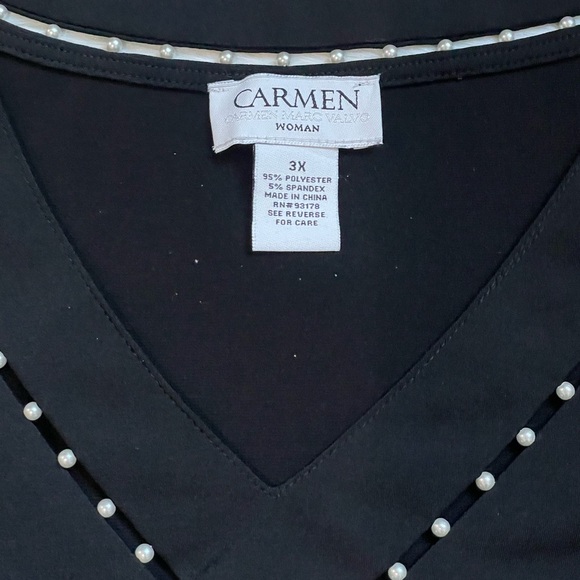 CARMEN
CARMEN MARC VALVO
WOMAN
3X
95% POLYESTER
5% SPANDEX
MADE IN CHINA
RN#93178
SEE REVERSE
FOR CARE